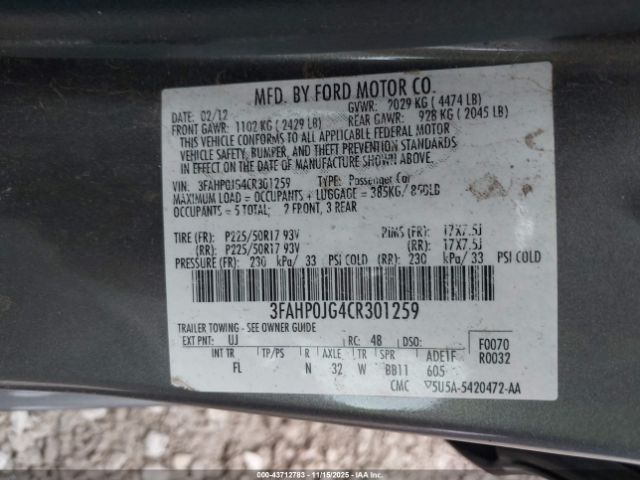 MFD. BY FORD MOTOR CO.
DATE: 02/12 GVWR: 2029 KG ( 4474 LB)
FRONT GAWR: 1102 KG ( 2429 LB) REAR GAWR: 928 KG ( 2045 LB)
THIS VEHICLE CONFORMS TO ALL APPLICABLE FEDERAL MOTOR
VEHICLE SAFETY, BUMPER, AND THEFT PREVENTION STANDARDS
IN EFFECT ON THE DATE OF MANUFACTURE SHOWN ABOVE.
VIN: 3FAHP0JG4CR301259 TYPE: Passenger Car
MAXIMUM LOAD = OCCUPANTS + LUGGAGE = 385KG/ 850LB
OCCUPANTS = 5 TOTAL; 2 FRONT, 3 REAR
TIRE (FR): P225/50R17 93V RIMS (FR): 17X7.5J
(RR): P225/50R17 93V (RR): 17X7.5J
PRESSURE (FR): 230 kPa/ 33 PSI COLD (RR): 230 kPa/ 33 PSI COLD
3FAHP0JG4CR301259
TRAILER TOWING - SEE OWNER GUIDE
EXT PNT: UJ RC: 48 DSO: F0070
INT TR TP/PS R AXLE TR SPR ADE1F R0032
FL N 32 W BB11 605
CMC 5U5A-5420472-AA
000-43712783 - 11/15/2025 - IAAI.COM